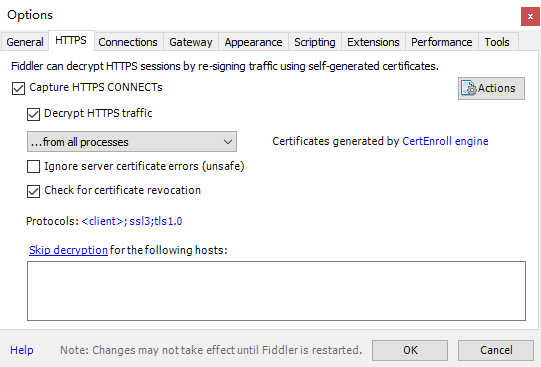 Options
x
General HTTPS Connections Gateway Appearance Scripting Extensions Performance Tools
Fiddler can decrypt HTTPS sessions by re-signing traffic using self-generated certificates.
Capture HTTPS CONNECTs
Actions
Decrypt HTTPS traffic
...from all processes
Certificates generated by CertEnroll engine
Ignore server certificate errors (unsafe)
Check for certificate revocation
Protocols: <client>; ssl3;tls1.0
Skip decryption for the following hosts:
Help Note: Changes may not take effect until Fiddler is restarted. OK Cancel